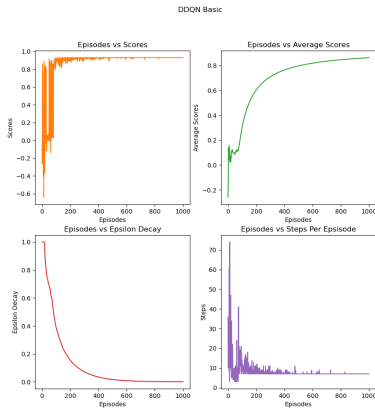 DDQN Basic
Episodes vs Scores
Scores
1.0
0.8
0.6
0.4
0.2
0.0
−0.2
−0.4
−0.6
0 200 400 600 800 1000
Episodes
Episodes vs Average Scores
Average Scores
0.8
0.6
0.4
0.2
0.0
−0.2
0 200 400 600 800 1000
Episodes
Episodes vs Epsilon Decay
Epsilon Decay
1.0
0.8
0.6
0.4
0.2
0.0
0 200 400 600 800 1000
Episodes
Episodes vs Steps Per Epsisode
Steps
70
60
50
40
30
20
10
0
0 200 400 600 800 1000
Episodes